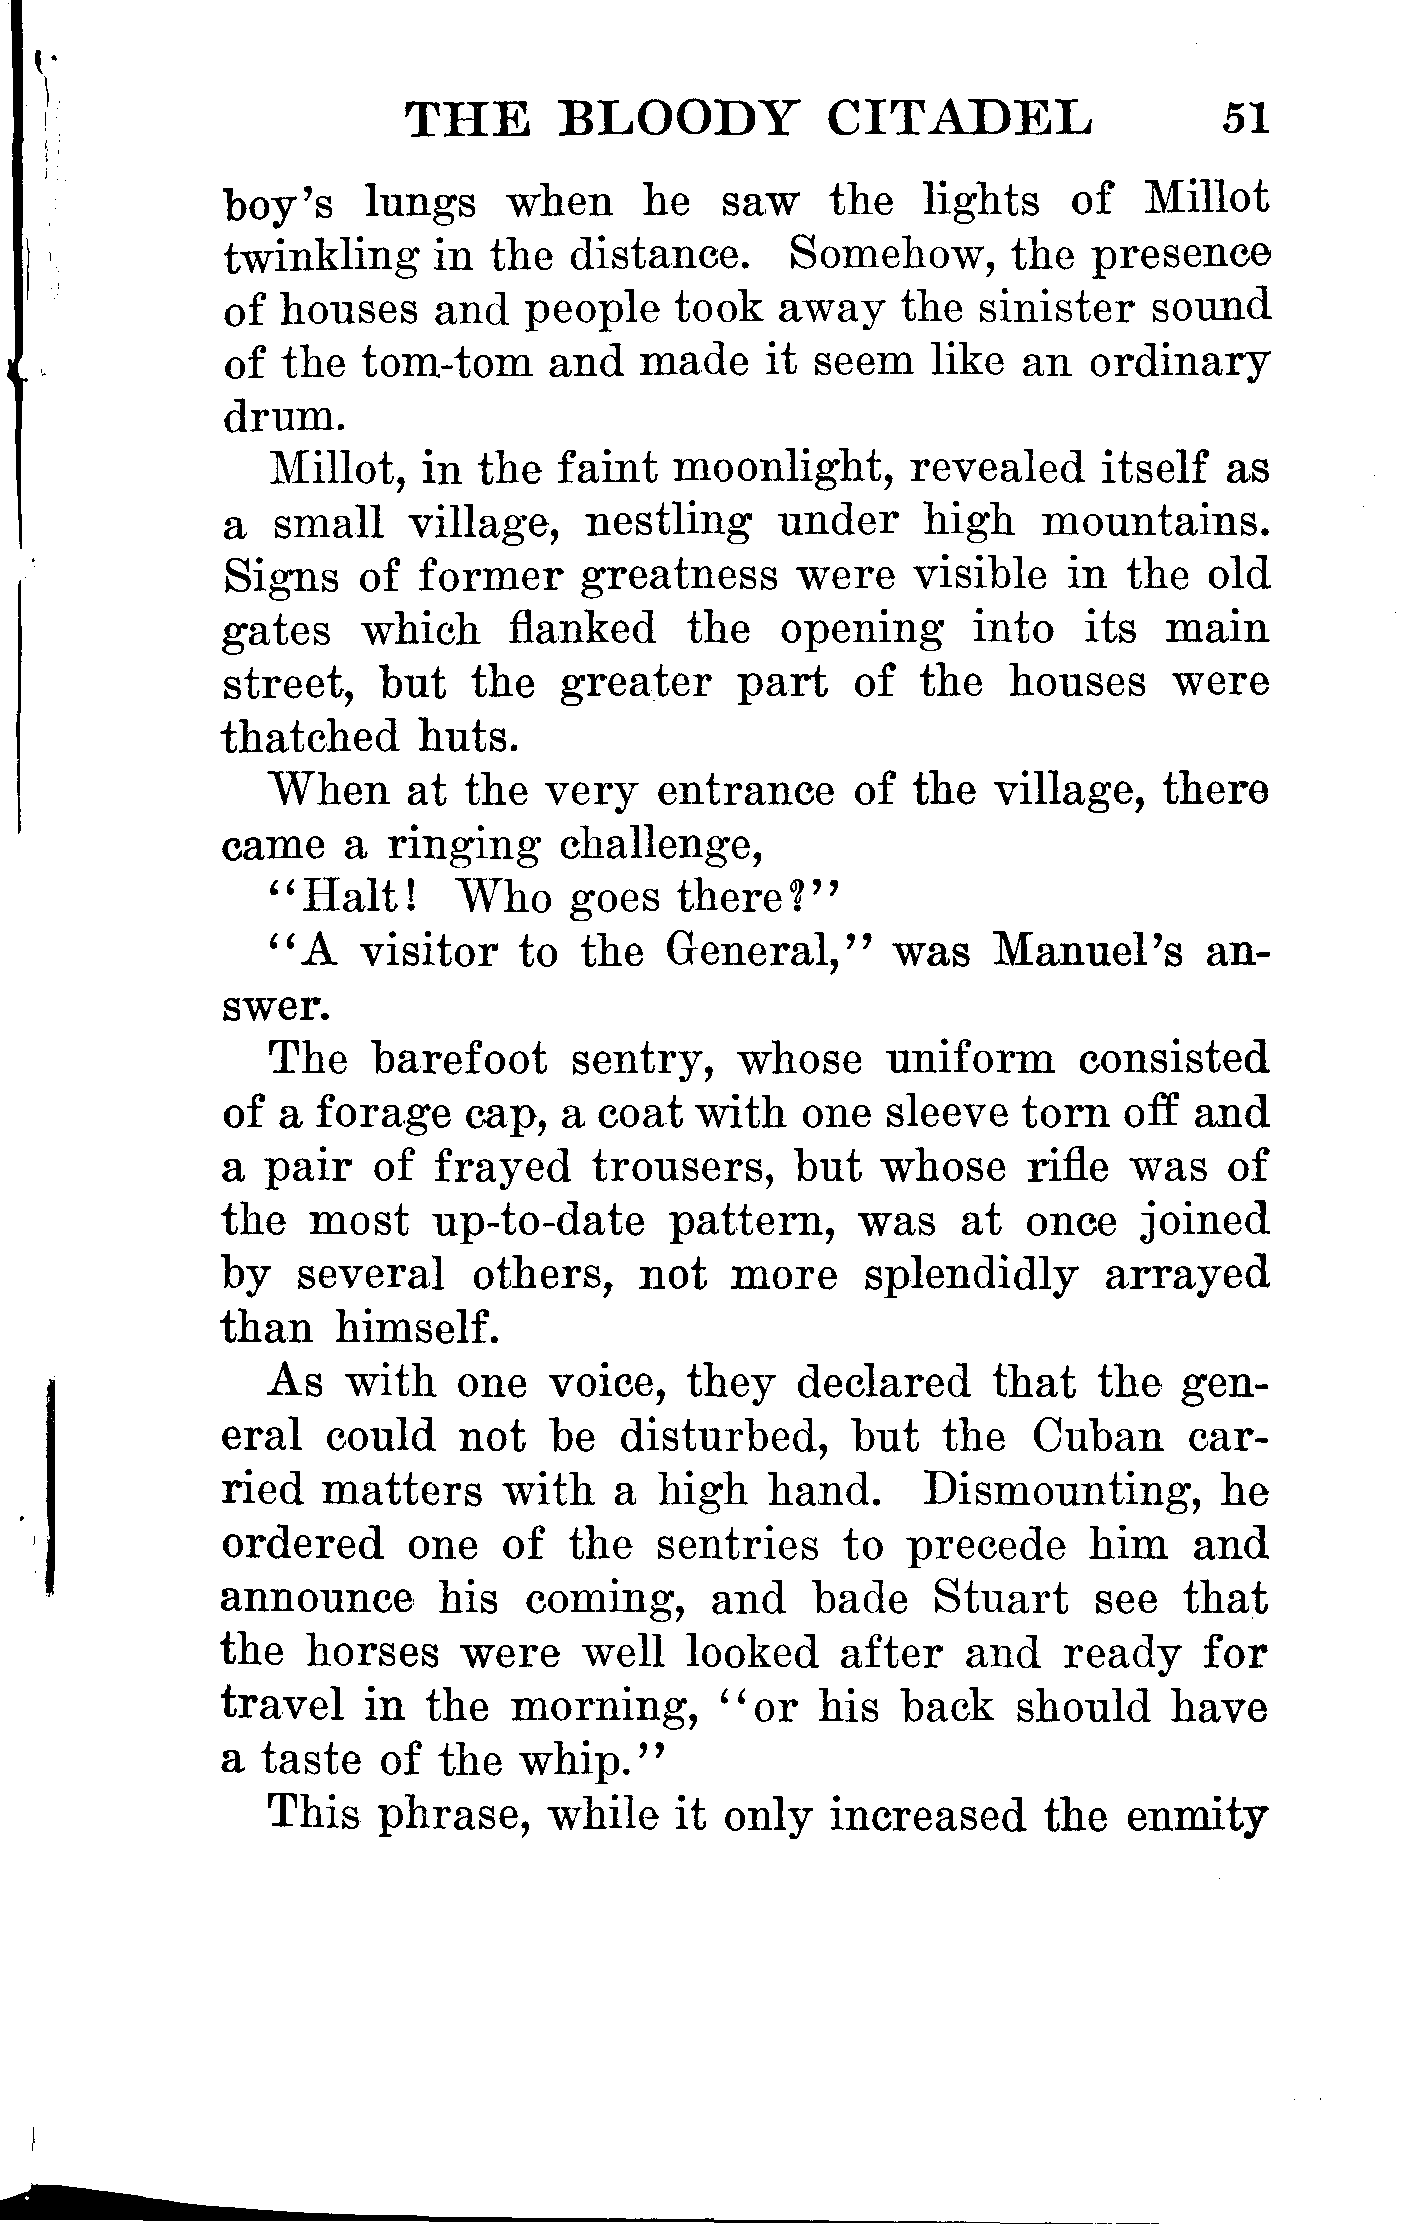 THE BLOODY CITADEL 51
boy's lungs when he saw the lights of Millot
twinkling in the distance. Somehow, the presence
of houses and people took away the sinister sound
of the tom-tom and made it seem like an ordinary
drum.
Millot, in the faint moonlight, revealed itself as
a small village, nestling under high mountains.
Signs of former greatness were visible in the old
gates which flanked the opening into its main
street, but the greater part of the houses were
thatched huts.
When at the very entrance of the village, there
came a ringing challenge,
"Halt! Who goes there?"
"A visitor to the General," was Manuel's an-
swer.
The barefoot sentry, whose uniform consisted
of a forage cap, a coat with one sleeve torn off and
a pair of frayed trousers, but whose rifle was of
the most up-to-date pattern, was at once joined
by several others, not more splendidly arrayed
than himself.
As with one voice, they declared that the gen-
eral could not be disturbed, but the Cuban car-
ried matters with a high hand. Dismounting, he
ordered one of the sentries to precede him and
announce his coming, and bade Stuart see that
the horses were well looked after and ready for
travel in the morning, "or his back should have
a taste of the whip."
This phrase, while it only increased the enmity